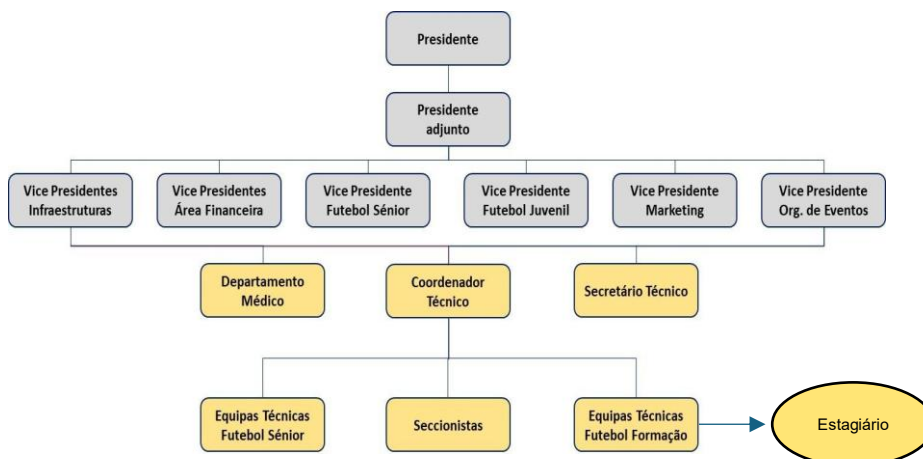 Presidente
Presidente
adjunto
Vice Presidentes
Infraestruturas
Vice Presidentes
Área Financeira
Vice Presidente
Futebol Sénior
Vice Presidente
Futebol Juvenil
Vice Presidente
Marketing
Vice Presidente
Org. de Eventos
Departamento
Médico
Coordenador
Técnico
Secretário Técnico
Equipas Técnicas
Futebol Sénior
Seccionistas
Equipas Técnicas
Futebol Formação
Estagiário